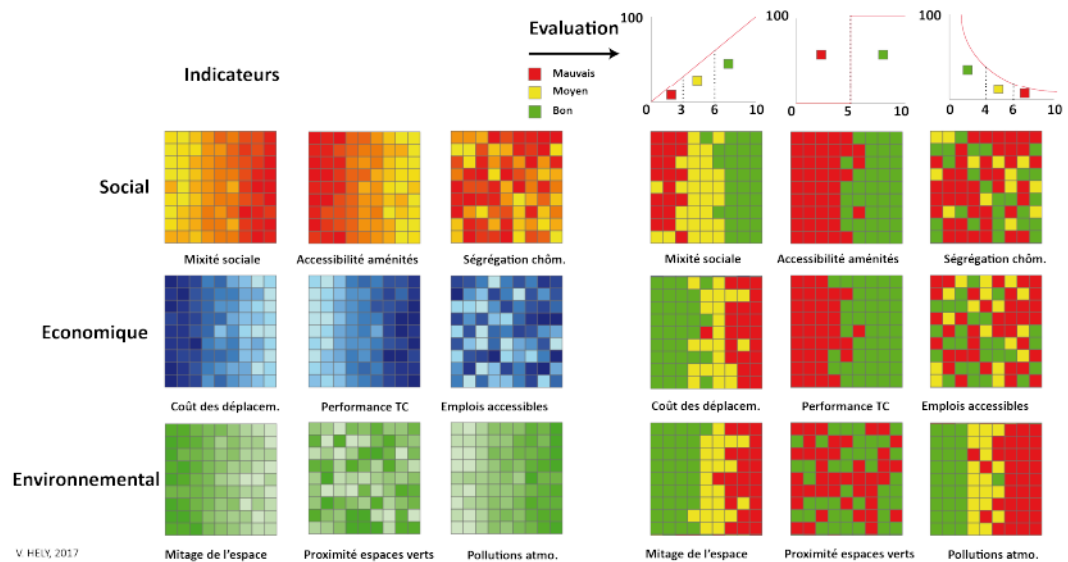 Evaluation
Mauvais
Moyen
Bon
100
3 6 10
100
5 10
100
4 6 10
Indicateurs
Social
Mixité sociale Accessibilité aménités Ségrégation chôm. Mixité sociale Accessibilité aménités Ségrégation chôm.
Economique
Coût des déplacem. Performance TC Emplois accessibles Coût des déplacem. Performance TC Emplois accessibles
Environnemental
Mitage de l'espace Proximité espaces verts Pollutions atmo. Mitage de l'espace Proximité espaces verts Pollutions atmo.
0
0
0
V. HELY, 2017